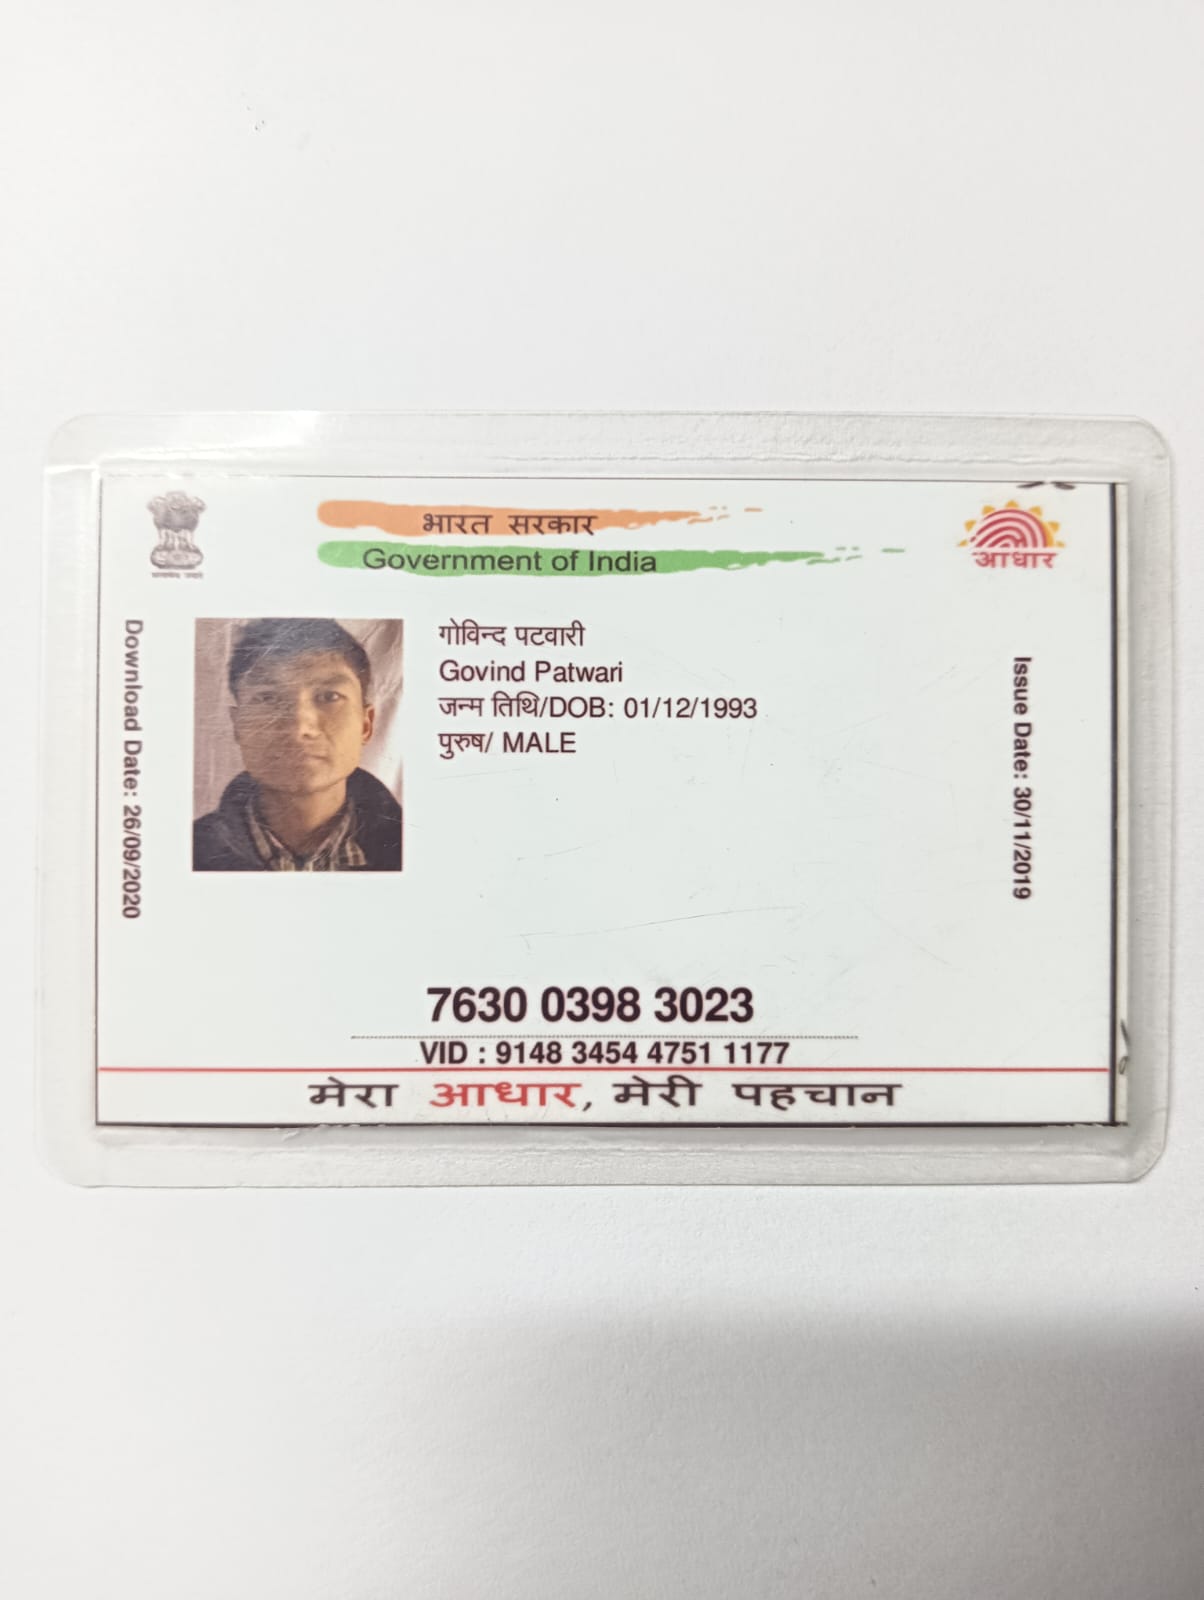 भारत सरकार
Government of India
आधार
Download Date: 26/09/2020
गोविन्द पटवारी
Govind Patwari
जन्म तिथि/DOB: 01/12/1993
पुरुष/ MALE
Issue Date: 30/11/2019
7630 0398 3023
VID : 9148 3454 4751 1177
मेरा आधार, मेरी पहचान